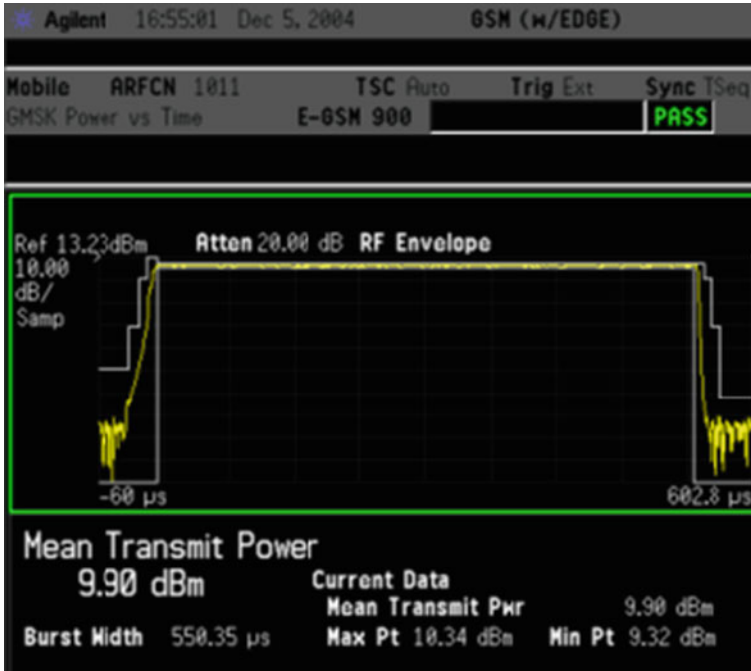 Agilent 16:55:01 Dec 5, 2004 GSM (w/EDGE)
Mobile ARFCN 1011 TSC Auto Trig Ext Sync TSeq
GMSK Power vs Time E-GSM 900 PASS
Ref 13.23dBm Atten 20.00 dB RF Envelope
10.00
dB/
Samp
-60 µs 602.8 µs
Mean Transmit Power
9.90 dBm
Current Data
Mean Transmit Pwr 9.90 dBm
Burst Width 550.35 µs Max Pt 10.34 dBm Min Pt 9.32 dBm